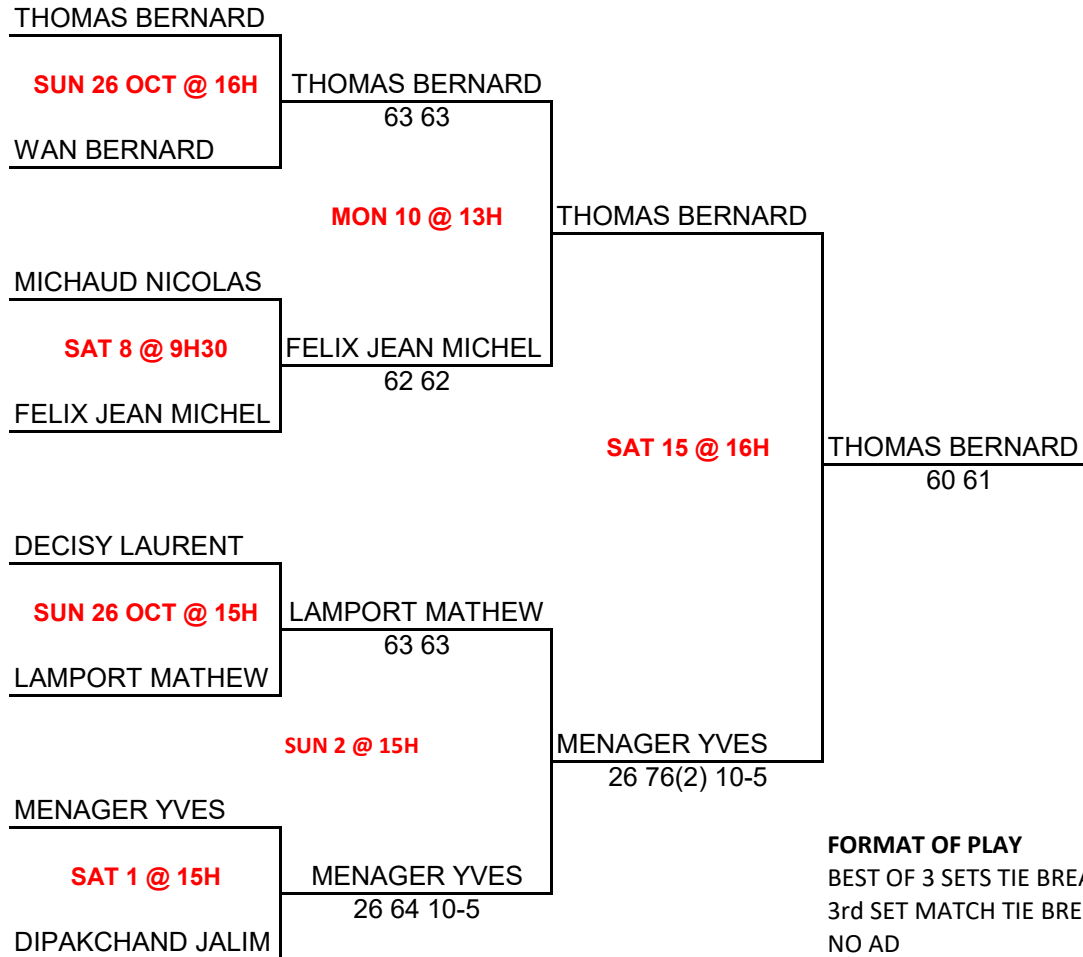 THOMAS BERNARD
SUN 26 OCT @ 16H
THOMAS BERNARD
63 63
WAN BERNARD
MON 10 @ 13H
THOMAS BERNARD
MICHAUD NICOLAS
SAT 8 @ 9H30
FELIX JEAN MICHEL
62 62
FELIX JEAN MICHEL
SAT 15 @ 16H
THOMAS BERNARD
60 61
DECISY LAURENT
SUN 26 OCT @ 15H
LAMPORT MATHEW
63 63
LAMPORT MATHEW
SUN 2 @ 15H
MENAGER YVES
26 76(2) 10-5
MENAGER YVES
SAT 1 @ 15H
MENAGER YVES
26 64 10-5
DIPAKCHAND JALIM
FORMAT OF PLAY
BEST OF 3 SETS TIE BREA
3rd SET MATCH TIE BRE
NO AD